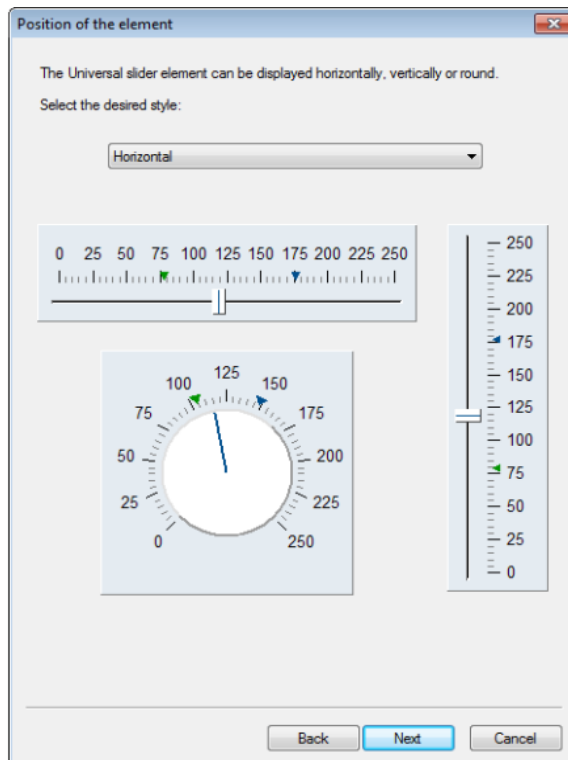 Position of the element
The Universal slider element can be displayed horizontally, vertically or round.
Select the desired style:
Horizontal
0 25 50 75 100 125 150 175 200 225 250
250
225
200
175
150
125
100
75
50
25
0
125
100 150
75 175
50 200
25 225
0 250
Back Next Cancel